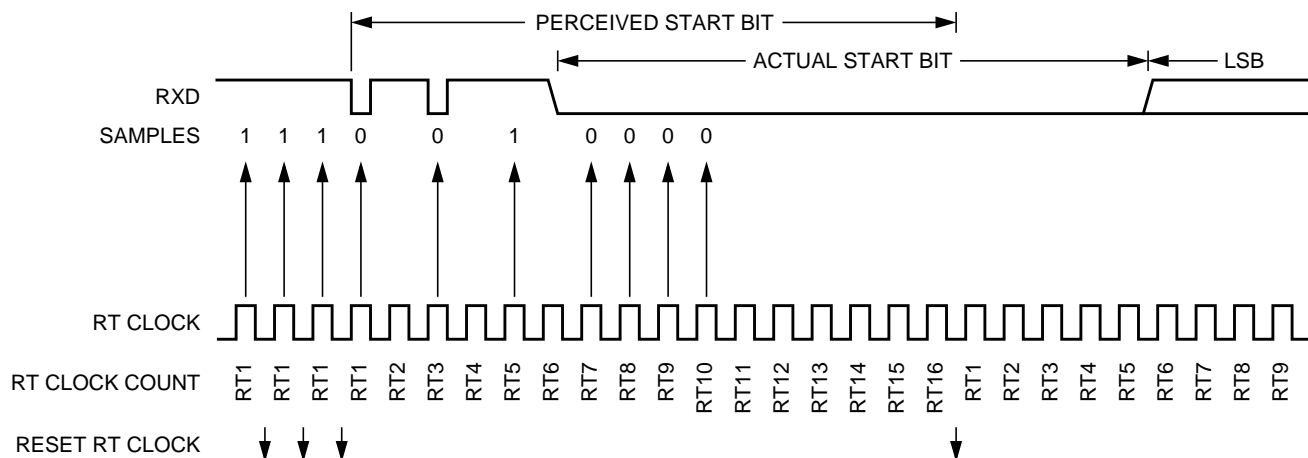 PERCEIVED START BIT
ACTUAL START BIT LSB
RXD
SAMPLES 1 1 1 0 0 1 0 0 0 0
RT CLOCK
RT CLOCK COUNT RT1 RT1 RT1 RT1 RT2 RT3 RT4 RT5 RT6 RT7 RT8 RT9 RT10 RT11 RT12 RT13 RT14 RT15 RT16 RT1 RT2 RT3 RT4 RT5 RT6 RT7 RT8 RT9
RESET RT CLOCK